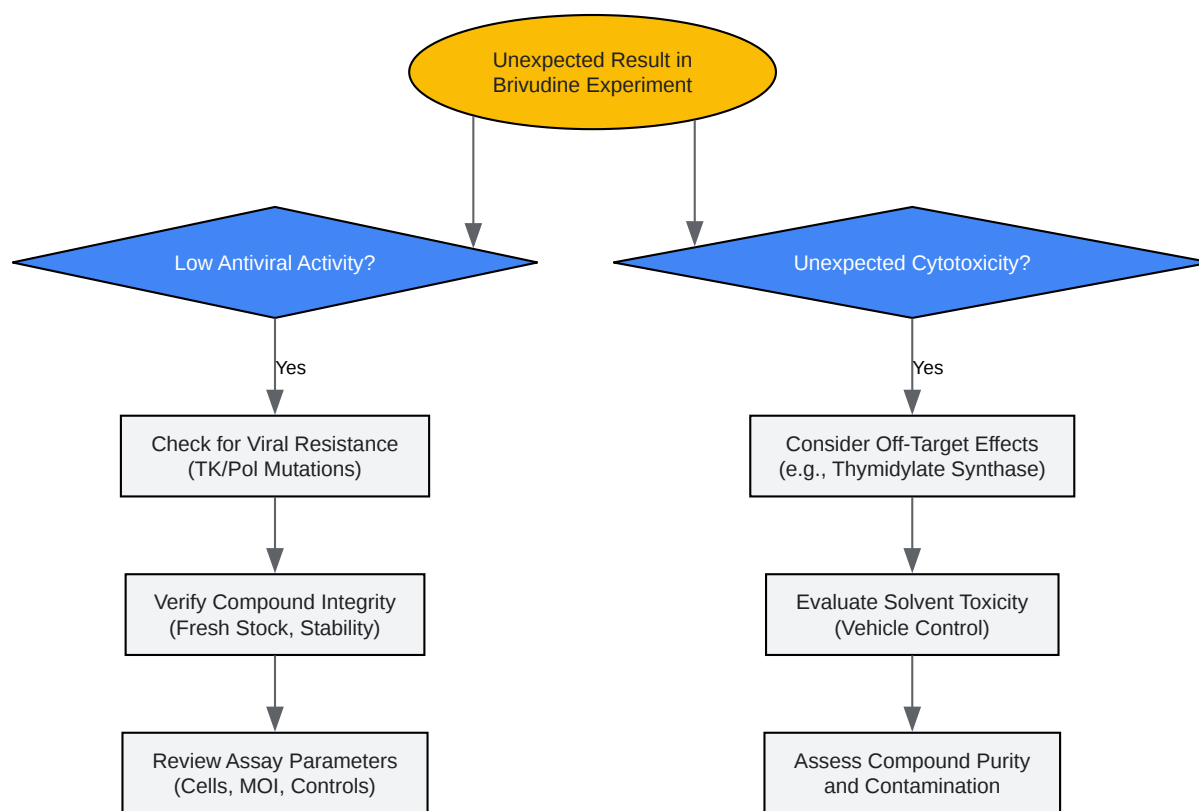 Unexpected Result in
Brivudine Experiment
Low Antiviral Activity?
Unexpected Cytotoxicity?
Yes
Yes
Check for Viral Resistance
(TK/Pol Mutations)
Consider Off-Target Effects
(e.g., Thymidylate Synthase)
Verify Compound Integrity
(Fresh Stock, Stability)
Evaluate Solvent Toxicity
(Vehicle Control)
Review Assay Parameters
(Cells, MOI, Controls)
Assess Compound Purity
and Contamination